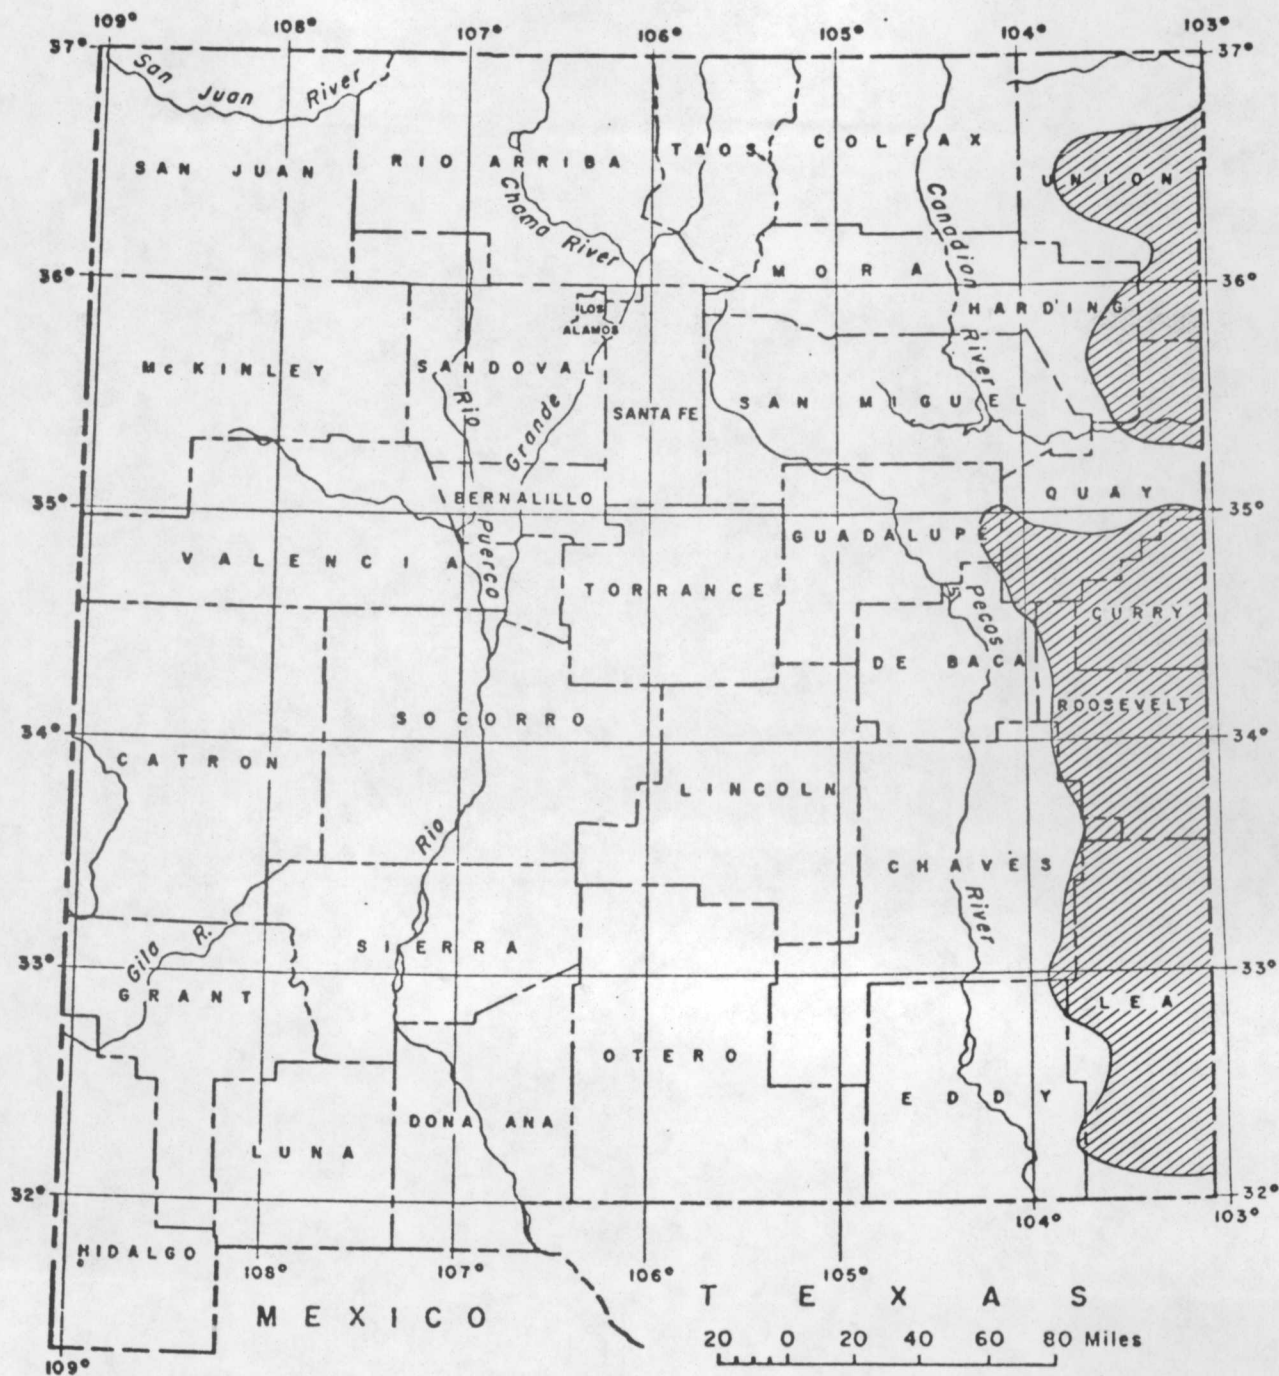 109° 108° 107° 106° 105° 104° 103°
37° 37°
San Juan River
SAN JUAN RIO ARRIBA TAOS COLFAX UNION
Chama River
Canadian River
MORA
36° 36°
LOS ALAMOS
HARDING
McKINLEY SANDOVAL
SANTA FE
SAN MIGUEL
Rio Puerco
Rio Grande
BERNALILLO
QUAY
35° 35°
GUADALUPE
VALENCIA
TORRANCE
CURRY
Pecos River
DE BACA
ROOSEVELT
SOCORRO
34° 34°
CATRON
LINCOLN
Rio
CHAVES
Gila R.
SIERRA
33° 33°
GRANT
LEA
OTERO
EDDY
DONA ANA
LUNA
32° 32°
104° 103°
HIDALGO
108° 107° 106° 105°
MEXICO
TEXAS
20 0 20 40 60 80 Miles
109°